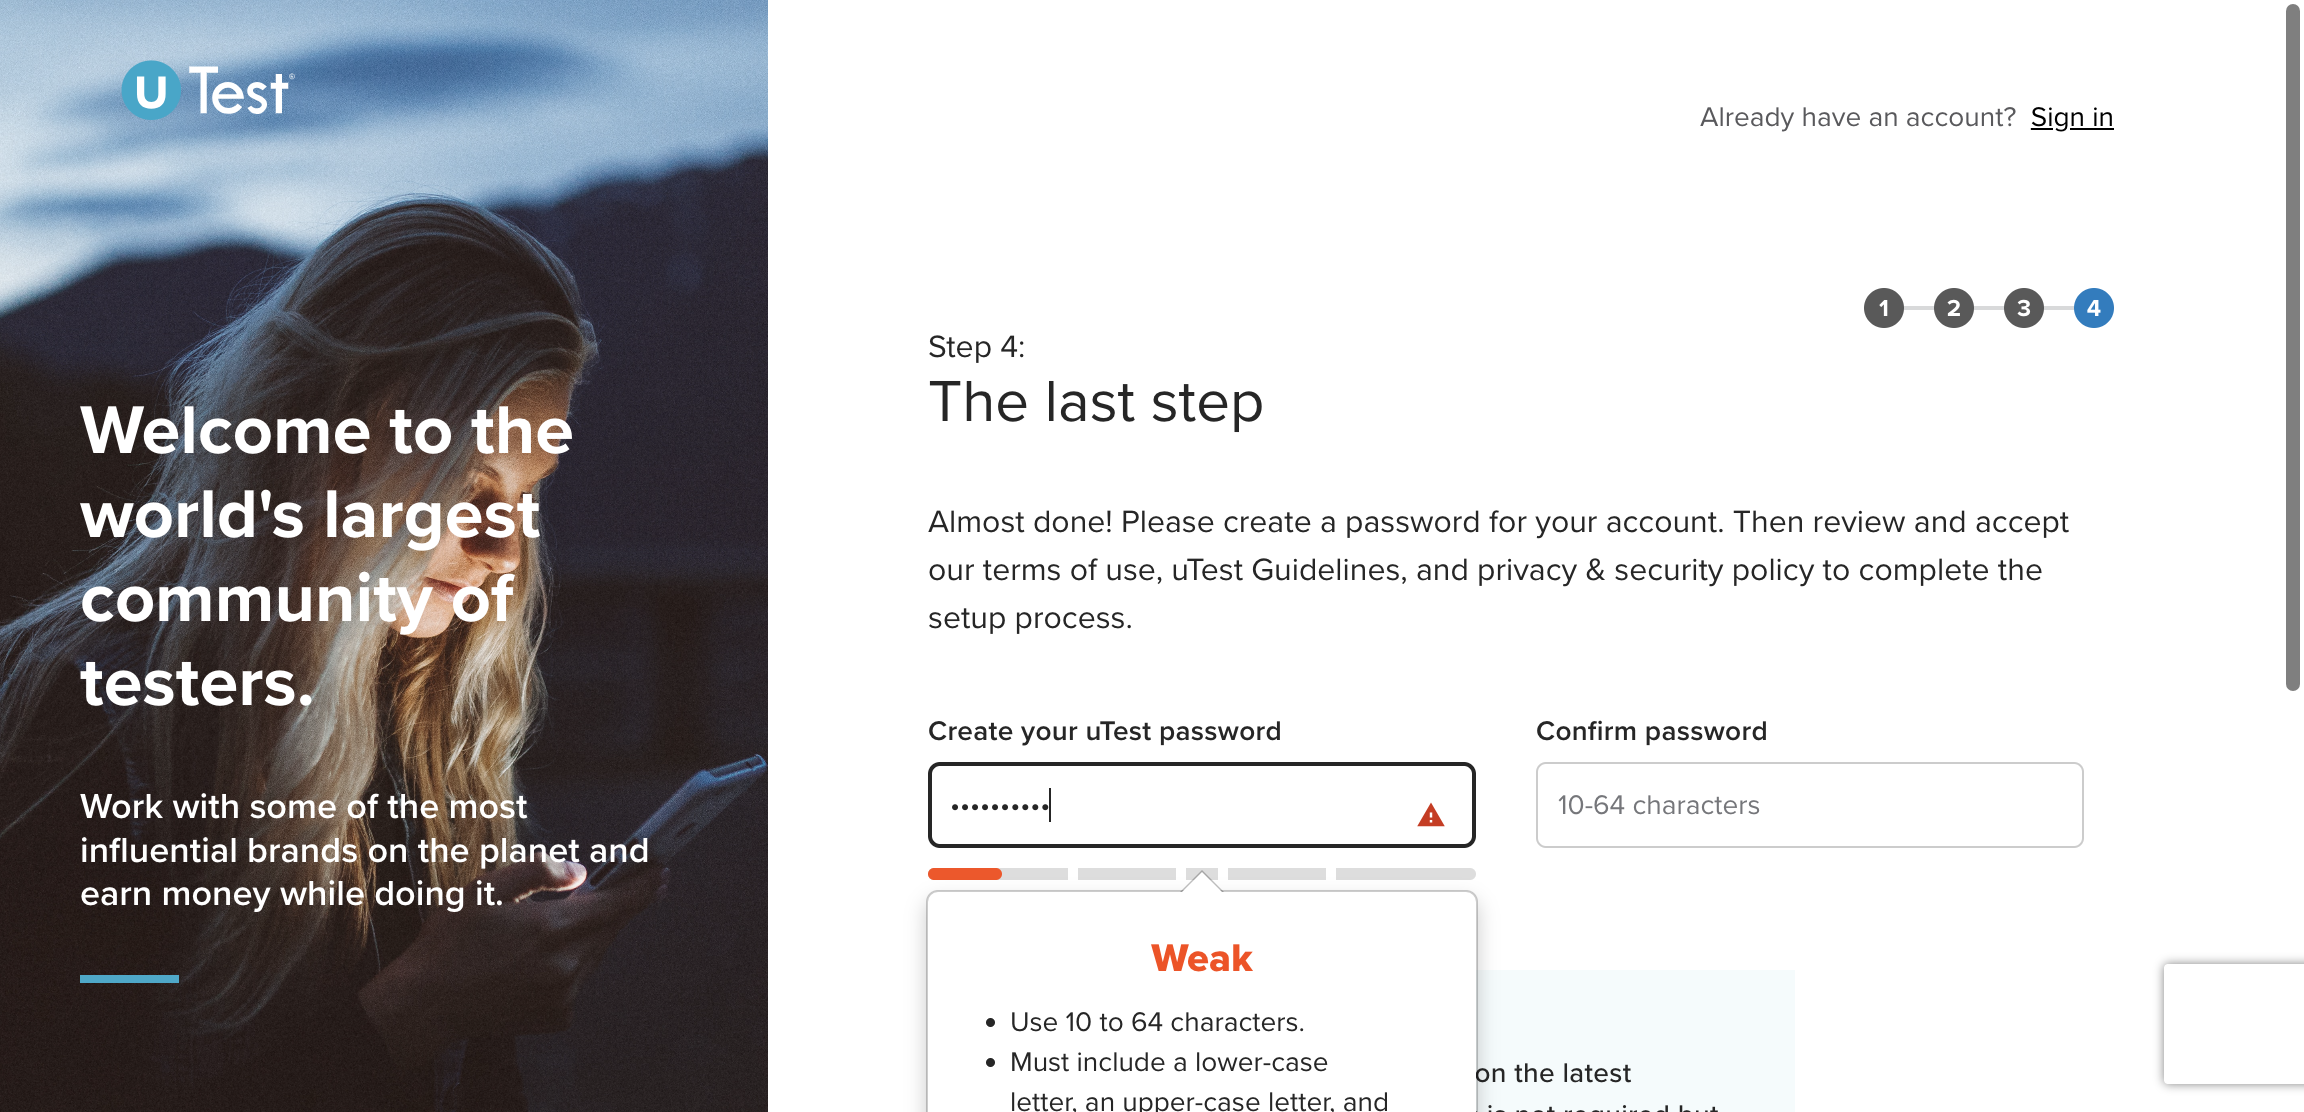 u Test®
Welcome to the
world's largest
community of
testers.
Work with some of the most
influential brands on the planet and
earn money while doing it.
Already have an account? Sign in
1 2 3 4
Step 4:
The last step
Almost done! Please create a password for your account. Then review and accept
our terms of use, uTest Guidelines, and privacy & security policy to complete the
setup process.
Create your uTest password
••••••••••
Confirm password
10-64 characters
Weak
• Use 10 to 64 characters.
• Must include a lower-case
letter, an upper-case letter, and
on the latest
is not required but